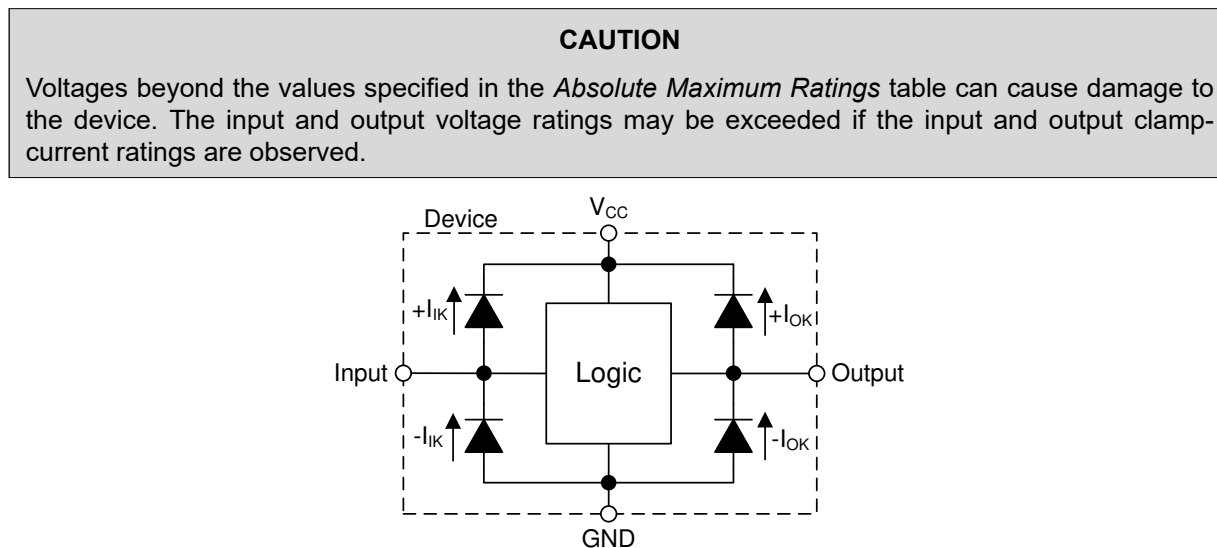 CAUTION
Voltages beyond the values specified in the Absolute Maximum Ratings table can cause damage to
the device. The input and output voltage ratings may be exceeded if the input and output clamp-
current ratings are observed.
VCC
Device
+IIK
+IOK
Input
Logic
Output
-IIK
-IOK
GND